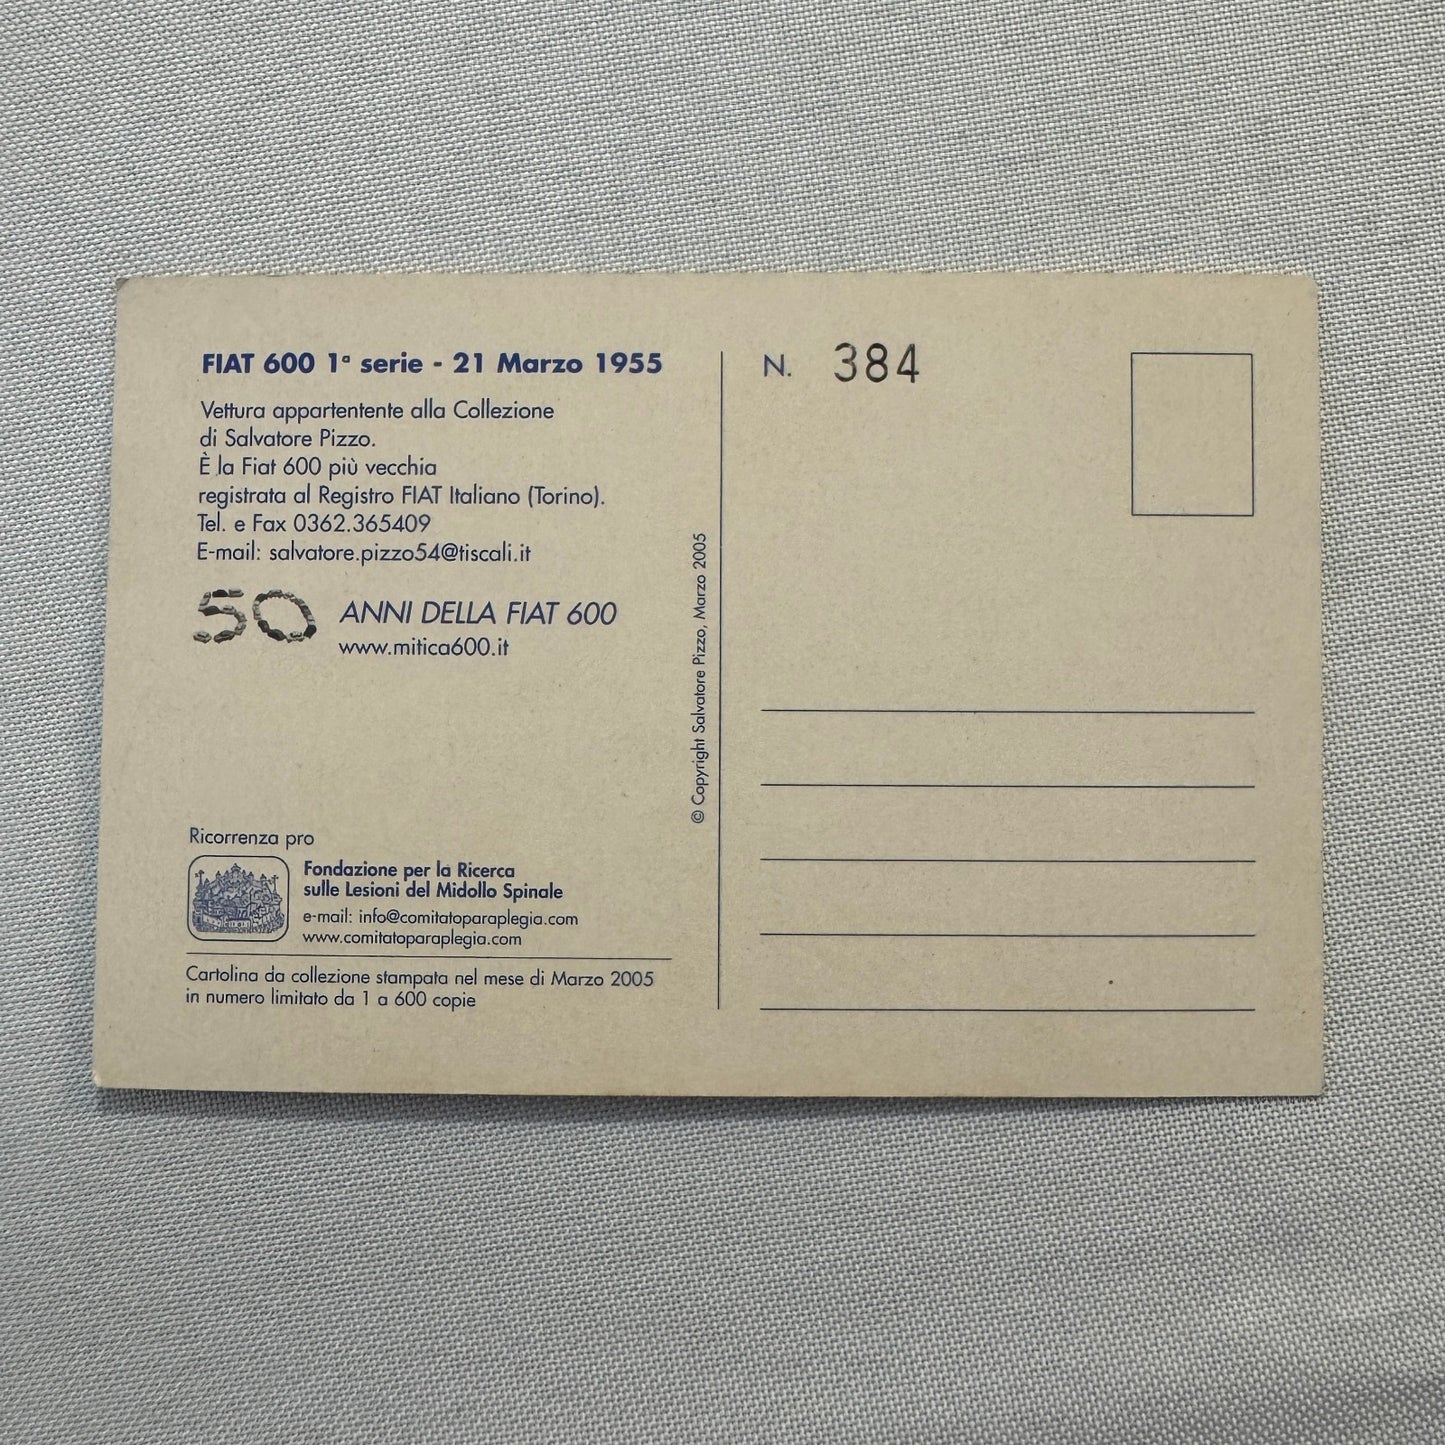 FIAT 600 1ª serie - 21 Marzo 1955
Vettura appartentente alla Collezione
di Salvatore Pizzo.
È la Fiat 600 più vecchia
registrata al Registro FIAT Italiano (Torino).
Tel. e Fax 0362.365409
E-mail: salvatore.pizzo54@tiscali.it
50 ANNI DELLA FIAT 600
www.mitica600.it
Ricorrenza pro
Fondazione per la Ricerca
sulle Lesioni del Midollo Spinale
e-mail: info@comitatoparaplegia.com
www.comitatoparaplegia.com
Cartolina da collezione stampata nel mese di Marzo 2005
in numero limitato da 1 a 600 copie
© Copyright Salvatore Pizzo, Marzo 2005
N. 384